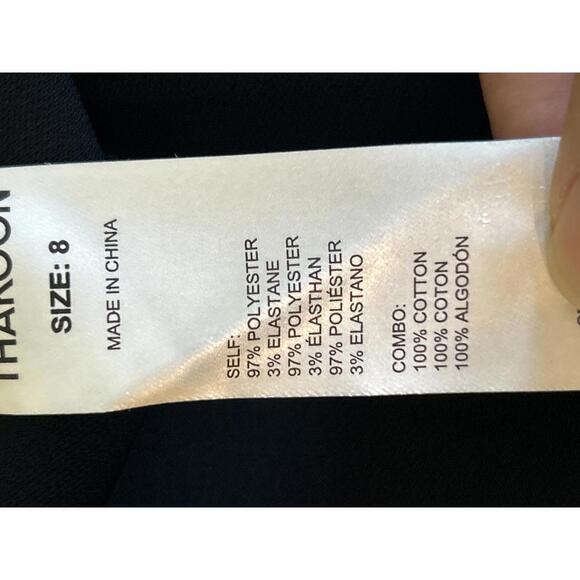 THAKOON
SIZE: 8
MADE IN CHINA
SELF:
97% POLYESTER
3% ELASTANE
97% POLYESTER
3% ÉLASTHAN
97% POLIÉSTER
3% ELASTANO
COMBO:
100% COTTON
100% COTON
100% ALGODÓN